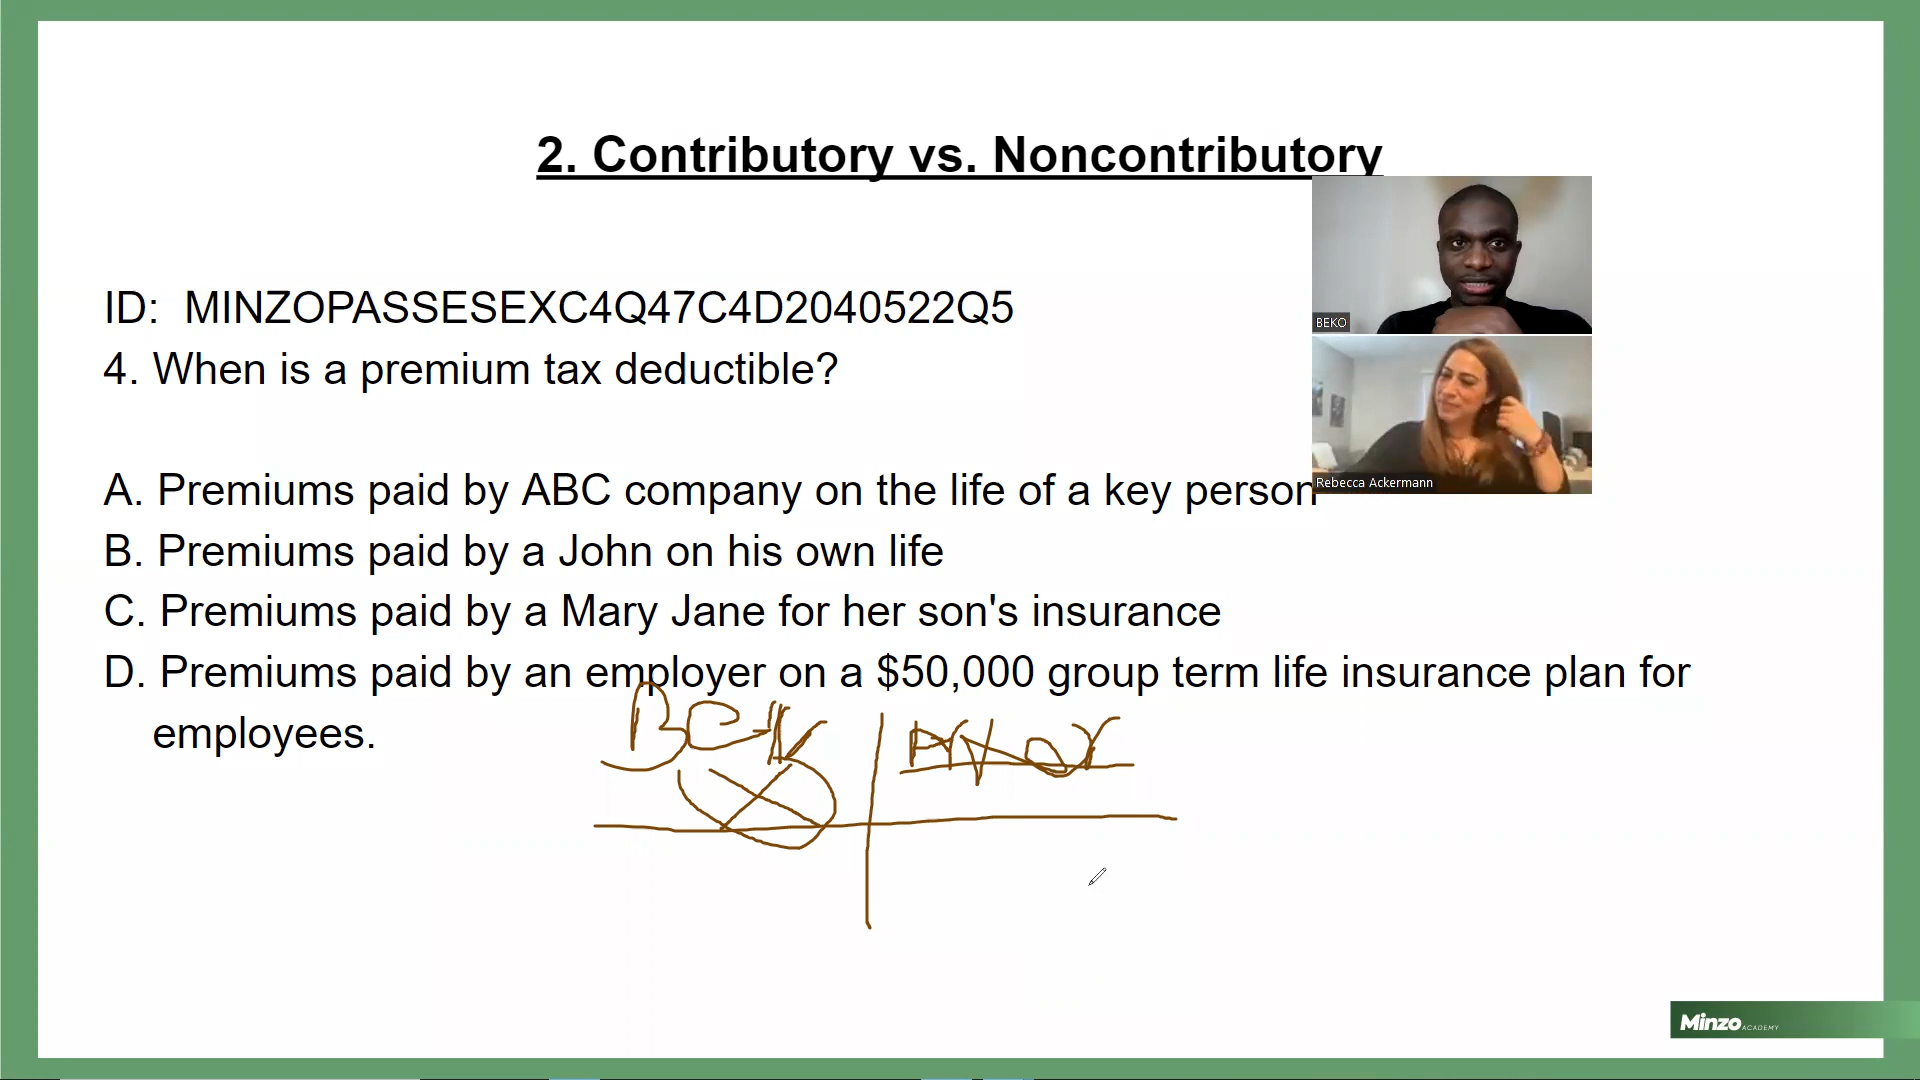 2. Contributory vs. Noncontributory
ID: MINZOPASSESEXC4Q47C4D2040522Q5
4. When is a premium tax deductible?
BEKO
A. Premiums paid by ABC company on the life of a key person
Rebecca Ackermann
B. Premiums paid by a John on his own life
C. Premiums paid by a Mary Jane for her son's insurance
D. Premiums paid by an employer on a $50,000 group term life insurance plan for
employees.
Minzo ACADEMY